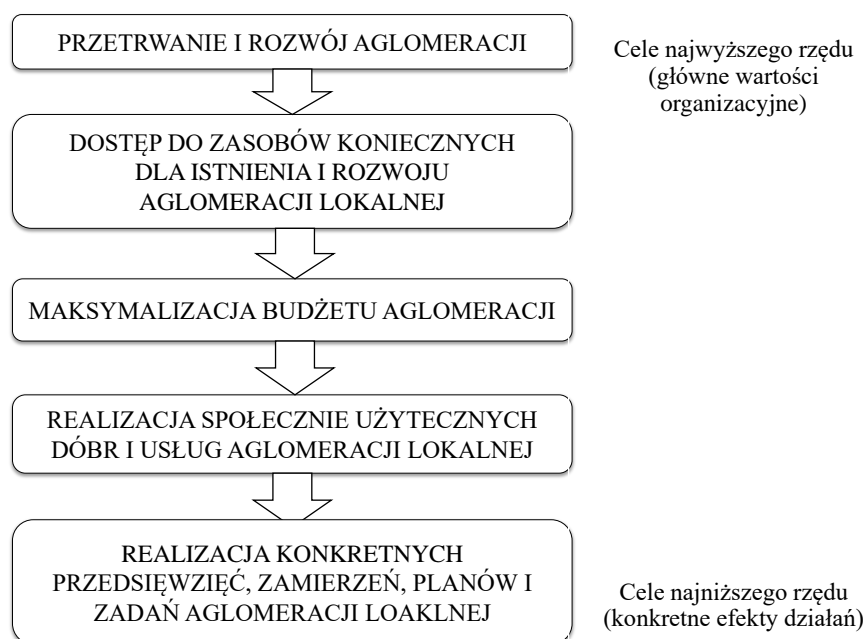 PRZETRWANIE I ROZWÓJ AGLOMERACJI
Cele najwyższego rzędu
(główne wartości
organizacyjne)
DOSTĘP DO ZASOBÓW KONIECZNYCH
DLA ISTNIENIA I ROZWOJU
AGLOMERACJI LOKALNEJ
MAKSYMALIZACJA BUDŻETU AGLOMERACJI
REALIZACJA SPOŁECZNIE UŻYTECZNYCH
DÓBR I USŁUG AGLOMERACJI LOKALNEJ
REALIZACJA KONKRETNYCH
PRZEDSIĘWZIĘĆ, ZAMIERZEŃ, PLANÓW I
ZADAŃ AGLOMERACJI LOAKLNEJ
Cele najniższego rzędu
(konkretne efekty działań)